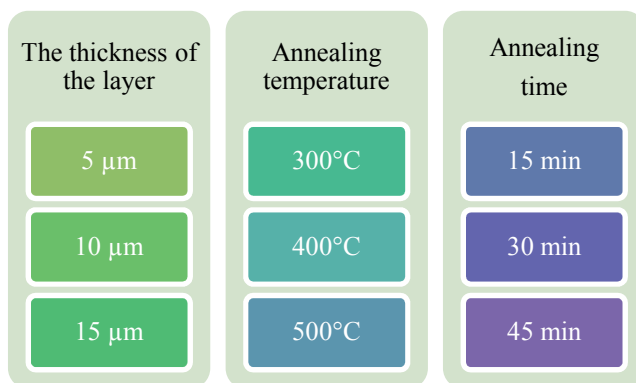 The thickness of
the layer
5 µm
10 µm
15 µm
Annealing
temperature
300°C
400°C
500°C
Annealing
time
15 min
30 min
45 min